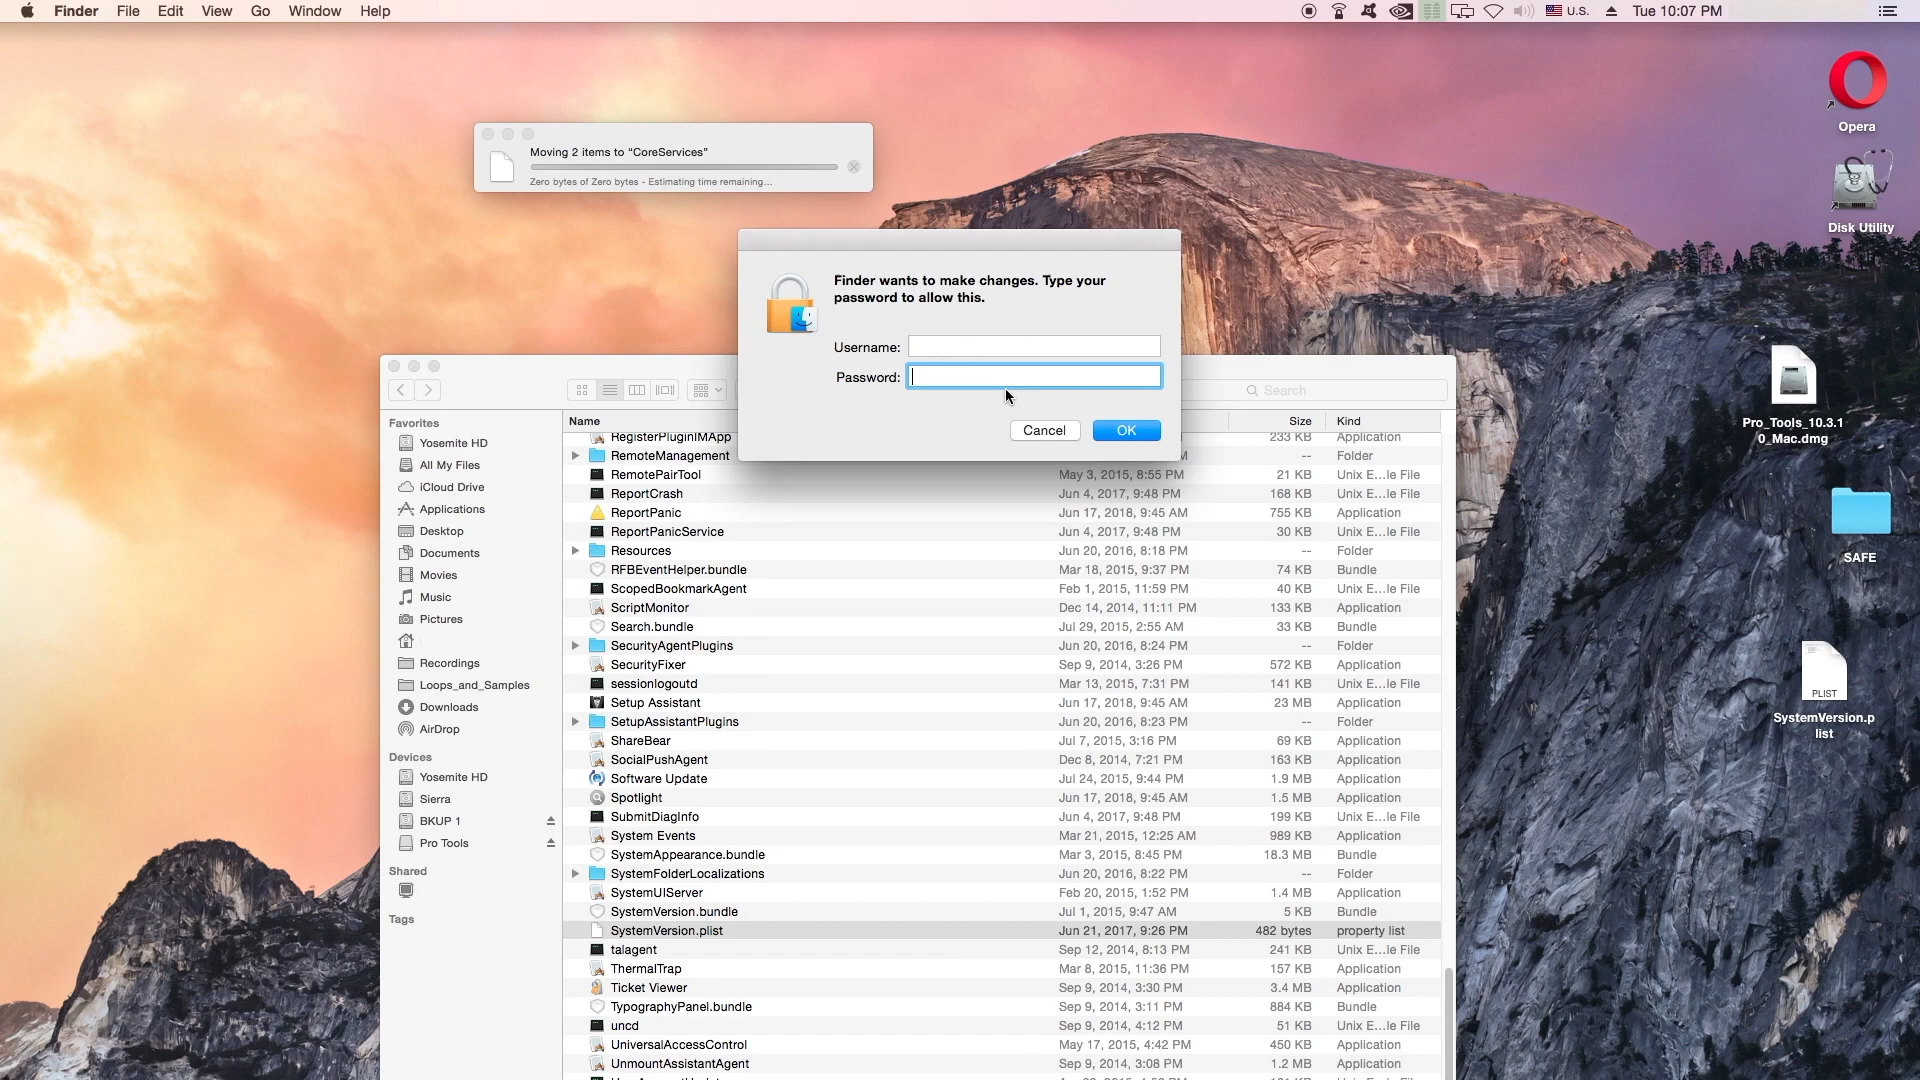 Finder File Edit View Go Window Help
U.S. Tue 10:07 PM
Opera
Disk Utility
Pro_Tools_10.3.1
0_Mac.dmg
SAFE
PLIST
SystemVersion.p
list
Moving 2 items to “CoreServices”
Zero bytes of Zero bytes - Estimating time remaining...
Finder wants to make changes. Type your
password to allow this.
Username:
Password:
Cancel OK
Search
Favorites
Yosemite HD
All My Files
iCloud Drive
Applications
Desktop
Documents
Movies
Music
Pictures
Recordings
Loops_and_Samples
Downloads
AirDrop
Devices
Yosemite HD
Sierra
BKUP 1
Pro Tools
Shared
Tags
Name Size Kind
RegisterPluginIMApp 233 KB Application
RemoteManagement M -- Folder
RemotePairTool May 3, 2015, 8:55 PM 21 KB Unix E...le File
ReportCrash Jun 4, 2017, 9:48 PM 168 KB Unix E...le File
ReportPanic Jun 17, 2018, 9:45 AM 755 KB Application
ReportPanicService Jun 4, 2017, 9:48 PM 30 KB Unix E...le File
Resources Jun 20, 2016, 8:18 PM -- Folder
RFBEventHelper.bundle Mar 18, 2015, 9:37 PM 74 KB Bundle
ScopedBookmarkAgent Feb 1, 2015, 11:59 PM 40 KB Unix E...le File
ScriptMonitor Dec 14, 2014, 11:11 PM 133 KB Application
Search.bundle Jul 29, 2015, 2:55 AM 33 KB Bundle
SecurityAgentPlugins Jun 20, 2016, 8:24 PM -- Folder
SecurityFixer Sep 9, 2014, 3:26 PM 572 KB Application
sessionlogoutd Mar 13, 2015, 7:31 PM 141 KB Unix E...le File
Setup Assistant Jun 17, 2018, 9:45 AM 23 MB Application
SetupAssistantPlugins Jun 20, 2016, 8:23 PM -- Folder
ShareBear Jul 7, 2015, 3:16 PM 69 KB Application
SocialPushAgent Dec 8, 2014, 7:21 PM 163 KB Application
Software Update Jul 24, 2015, 9:44 PM 1.9 MB Application
Spotlight Jun 17, 2018, 9:45 AM 1.5 MB Application
SubmitDiagInfo Jun 4, 2017, 9:48 PM 199 KB Unix E...le File
System Events Mar 21, 2015, 12:25 AM 989 KB Application
SystemAppearance.bundle Mar 3, 2015, 8:45 PM 18.3 MB Bundle
SystemFolderLocalizations Jun 20, 2016, 8:22 PM -- Folder
SystemUIServer Feb 20, 2015, 1:52 PM 1.4 MB Application
SystemVersion.bundle Jul 1, 2015, 9:47 AM 5 KB Bundle
SystemVersion.plist Jun 21, 2017, 9:26 PM 482 bytes property list
talagent Sep 12, 2014, 8:13 PM 241 KB Unix E...le File
ThermalTrap Mar 8, 2015, 11:36 PM 157 KB Application
Ticket Viewer Sep 9, 2014, 3:30 PM 3.4 MB Application
TypographyPanel.bundle Sep 9, 2014, 3:11 PM 884 KB Bundle
uncd Sep 9, 2014, 4:12 PM 51 KB Unix E...le File
UniversalAccessControl May 17, 2015, 4:42 PM 450 KB Application
UnmountAssistantAgent Sep 9, 2014, 3:08 PM 1.2 MB Application